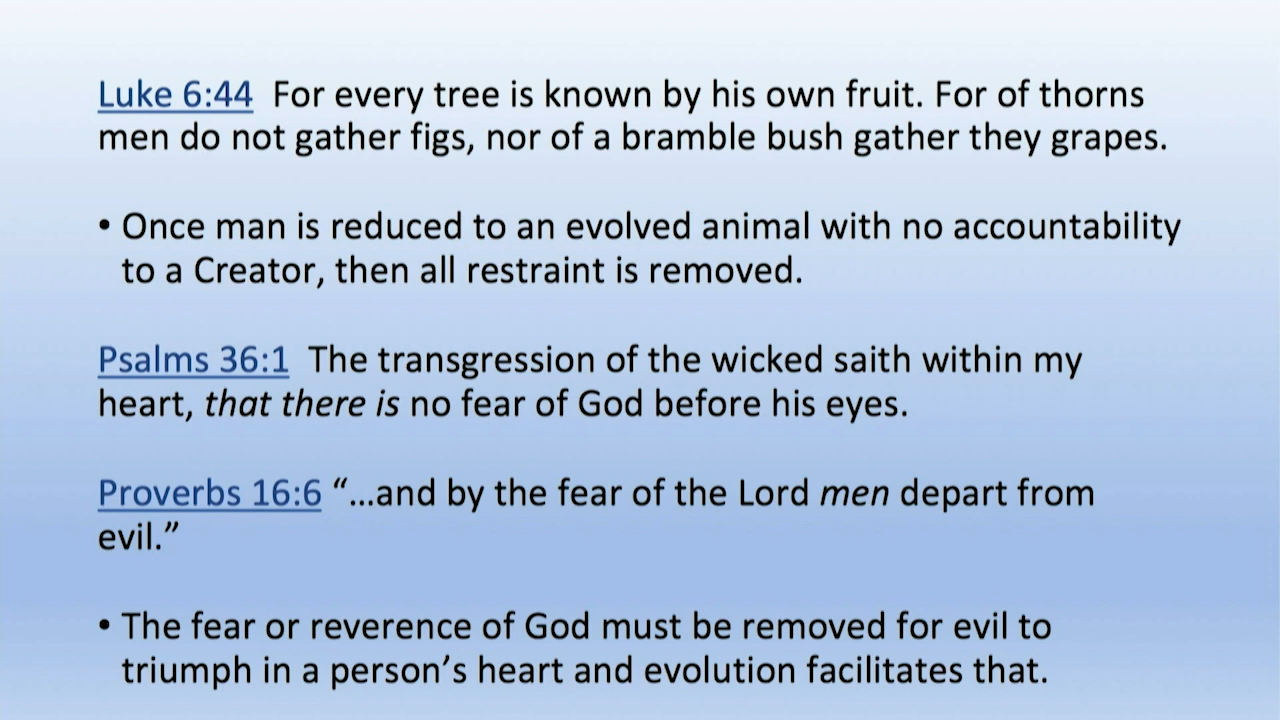 Luke 6:44  For every tree is known by his own fruit. For of thorns
men do not gather figs, nor of a bramble bush gather they grapes.
• Once man is reduced to an evolved animal with no accountability
to a Creator, then all restraint is removed.
Psalms 36:1  The transgression of the wicked saith within my
heart, that there is no fear of God before his eyes.
Proverbs 16:6 “...and by the fear of the Lord men depart from
evil.”
• The fear or reverence of God must be removed for evil to
triumph in a person’s heart and evolution facilitates that.